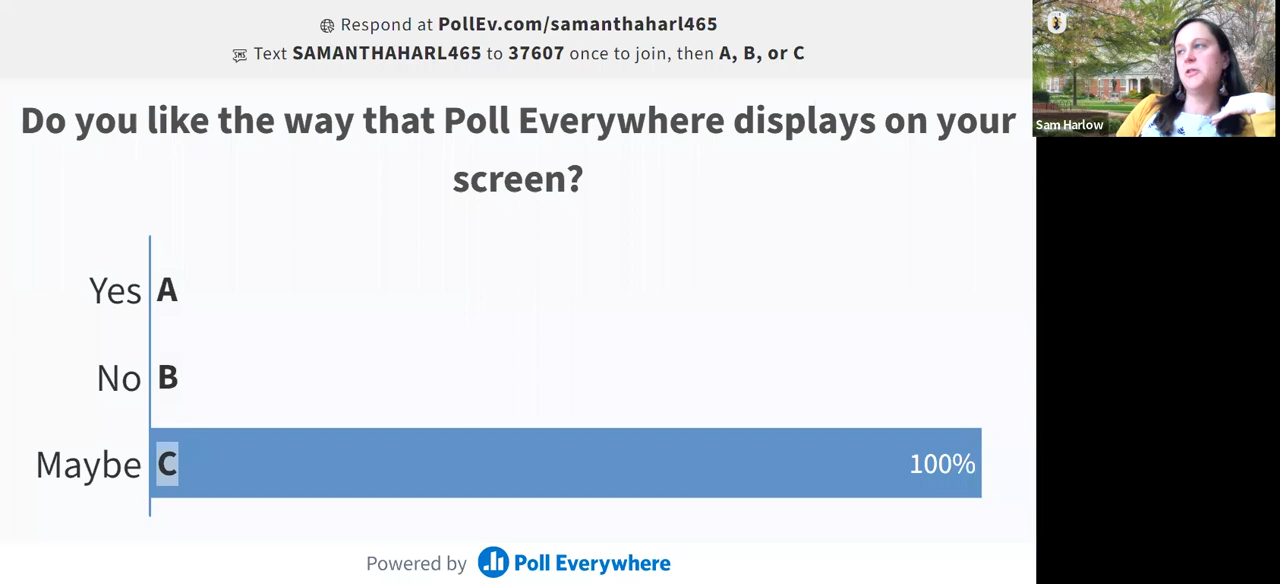 Respond at PollEv.com/samanthaharl465
Text SAMANTHAHARL465 to 37607 once to join, then A, B, or C
Do you like the way that Poll Everywhere displays on your
screen?
Yes A
No B
Maybe C 100%
Powered by Poll Everywhere
Sam Harlow